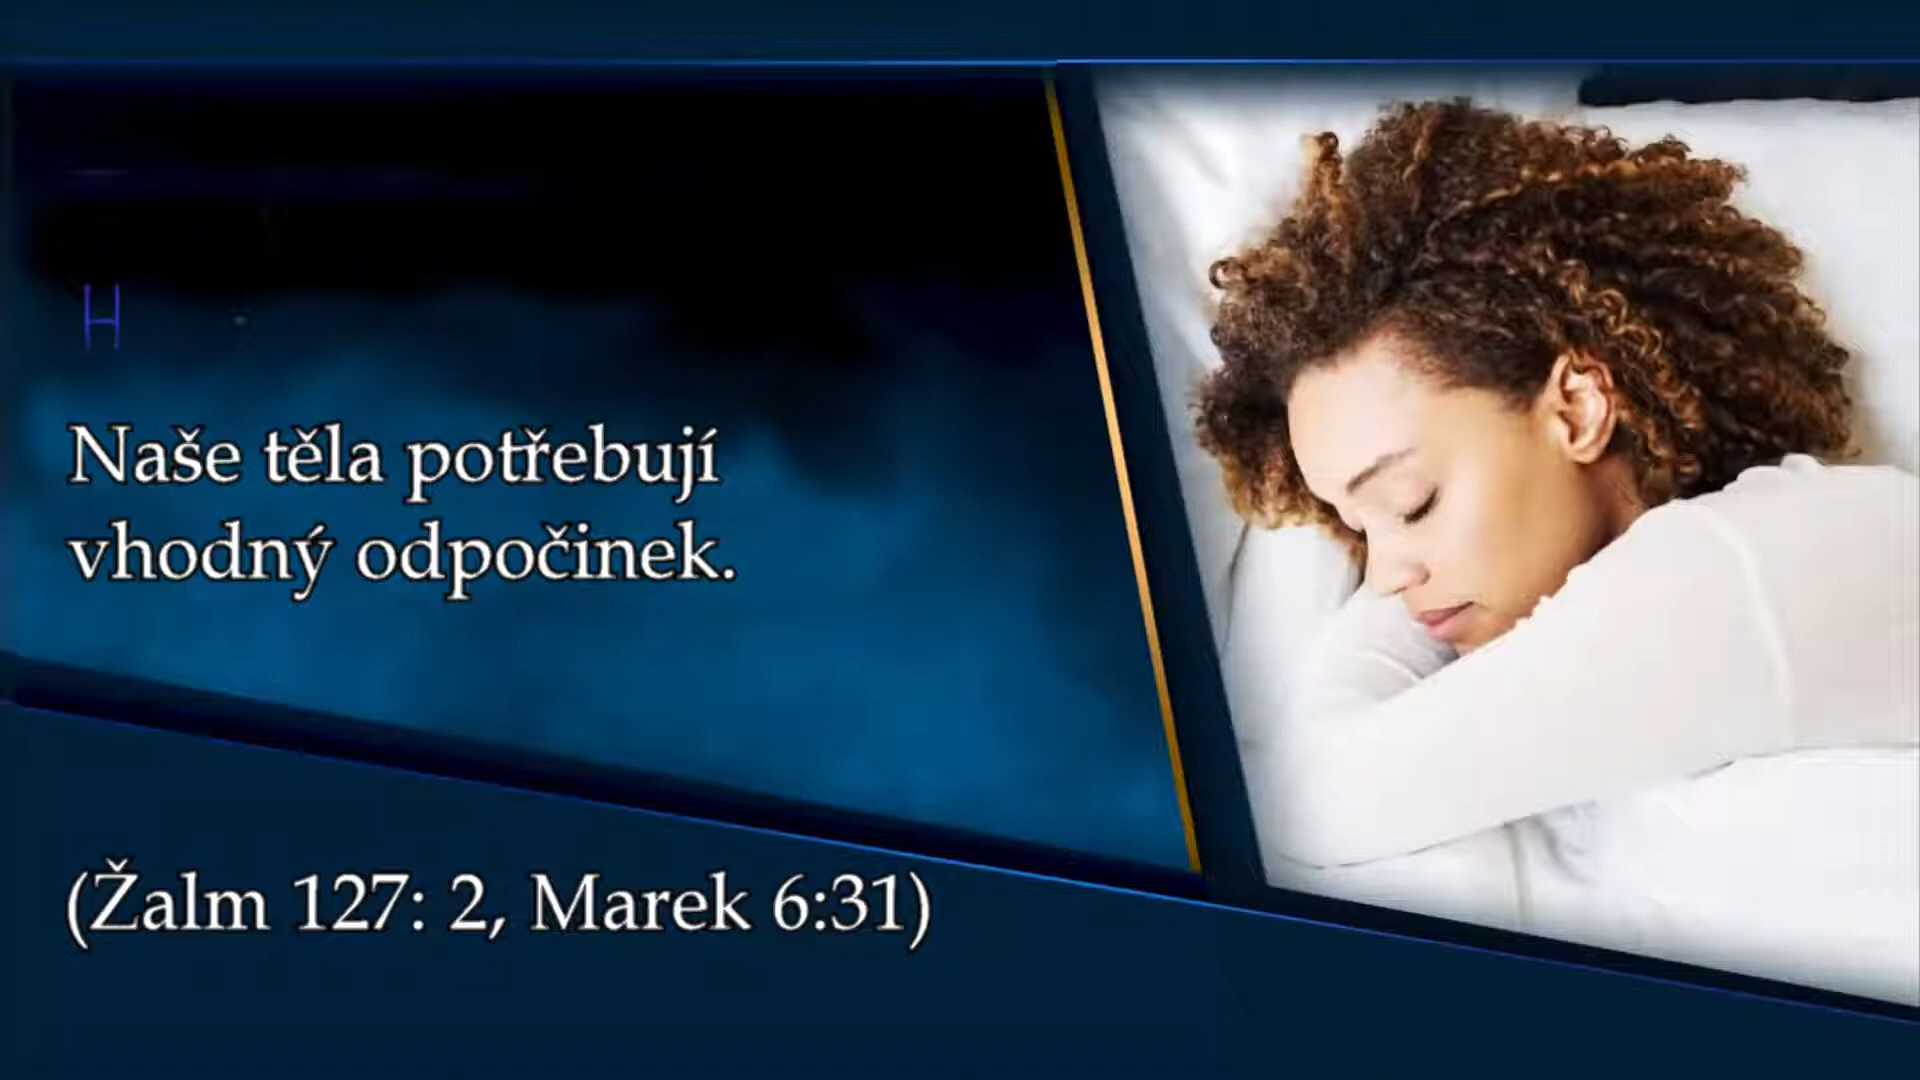 H
Naše těla potřebují
vhodný odpočinek.
(Žalm 127: 2, Marek 6:31)